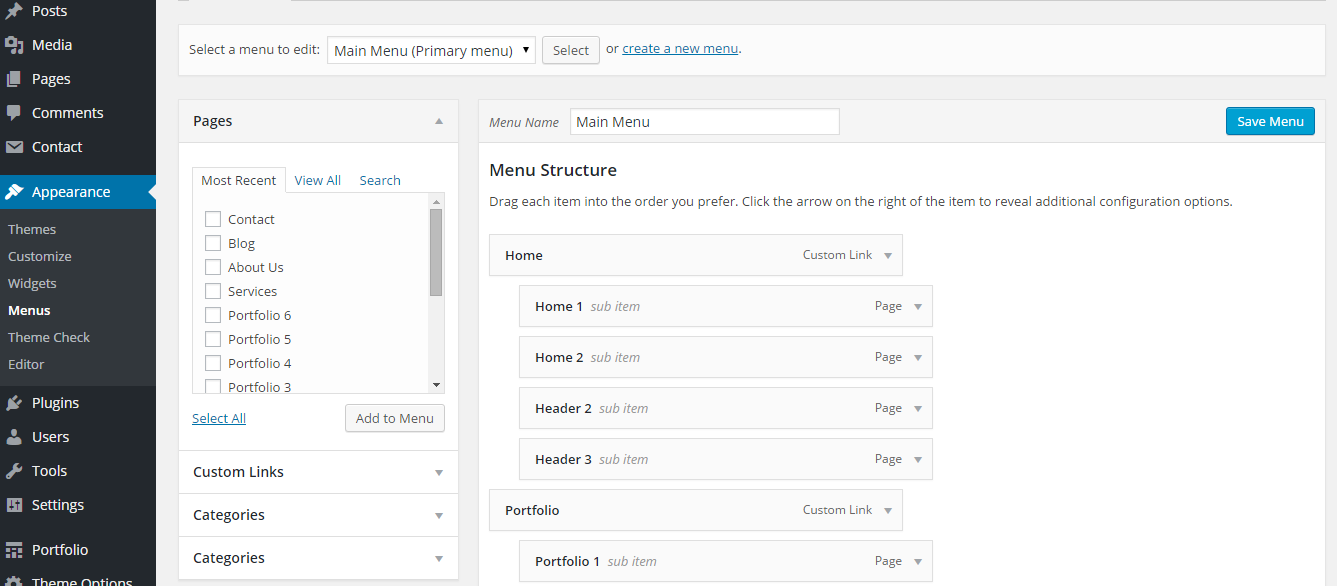 Posts
Media
Pages
Comments
Contact
Appearance
Themes
Customize
Widgets
Menus
Theme Check
Editor
Plugins
Users
Tools
Settings
Portfolio
Theme Options
Select a menu to edit: Main Menu (Primary menu) Select or create a new menu.
Pages
Most Recent View All Search
Contact
Blog
About Us
Services
Portfolio 6
Portfolio 5
Portfolio 4
Portfolio 3
Select All Add to Menu
Custom Links
Categories
Categories
Menu Name Main Menu Save Menu
Menu Structure
Drag each item into the order you prefer. Click the arrow on the right of the item to reveal additional configuration options.
Home Custom Link
Home 1 sub item Page
Home 2 sub item Page
Header 2 sub item Page
Header 3 sub item Page
Portfolio Custom Link
Portfolio 1 sub item Page